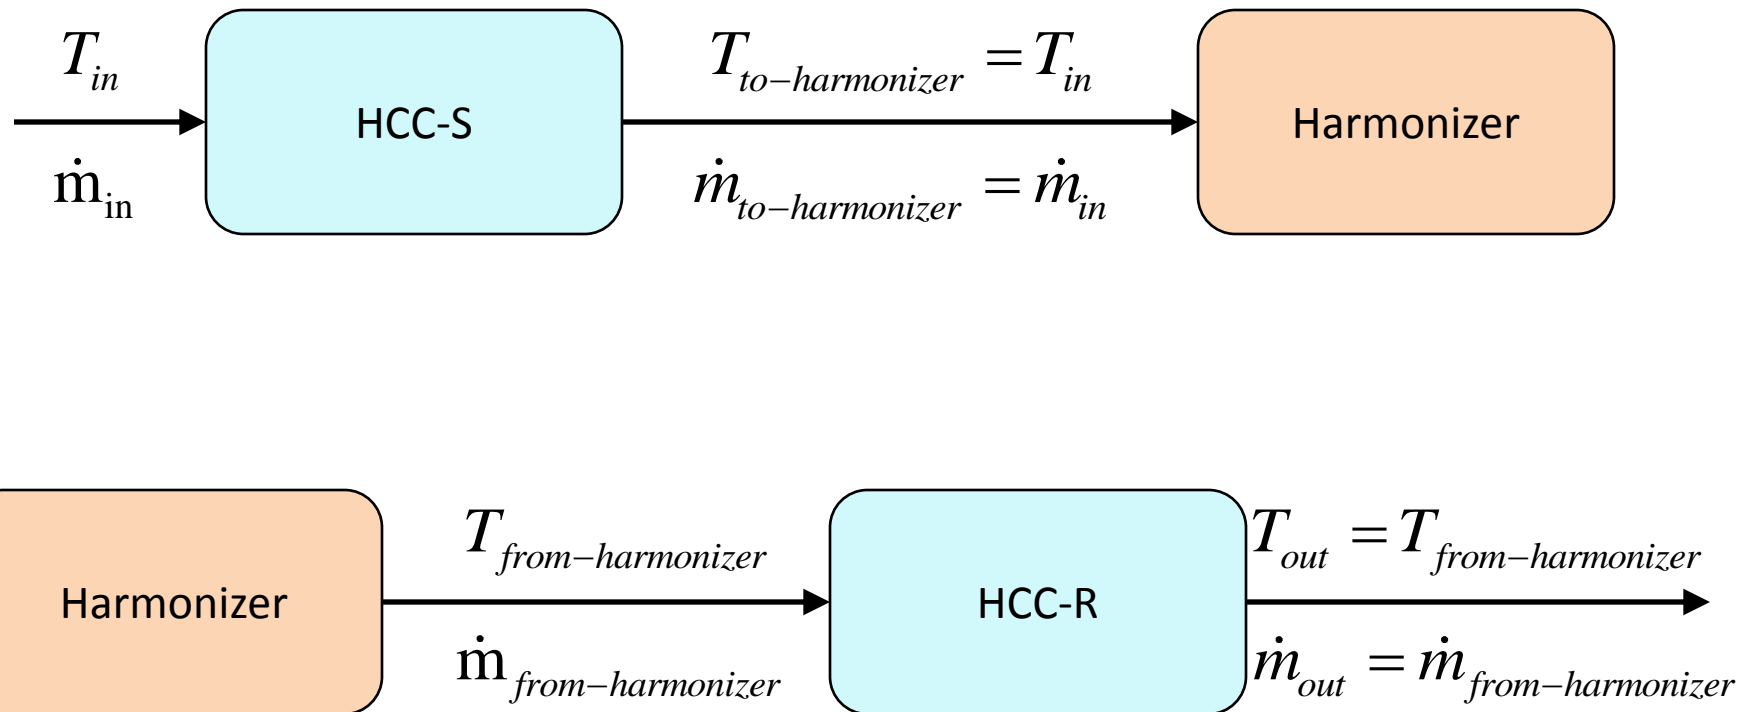 T_in
HCC-S
T_to−harmonizer = T_in
Harmonizer
ṁ_in
ṁ_to−harmonizer = ṁ_in
Harmonizer
T_from−harmonizer
HCC-R
T_out = T_from−harmonizer
ṁ_from−harmonizer
ṁ_out = ṁ_from−harmonizer